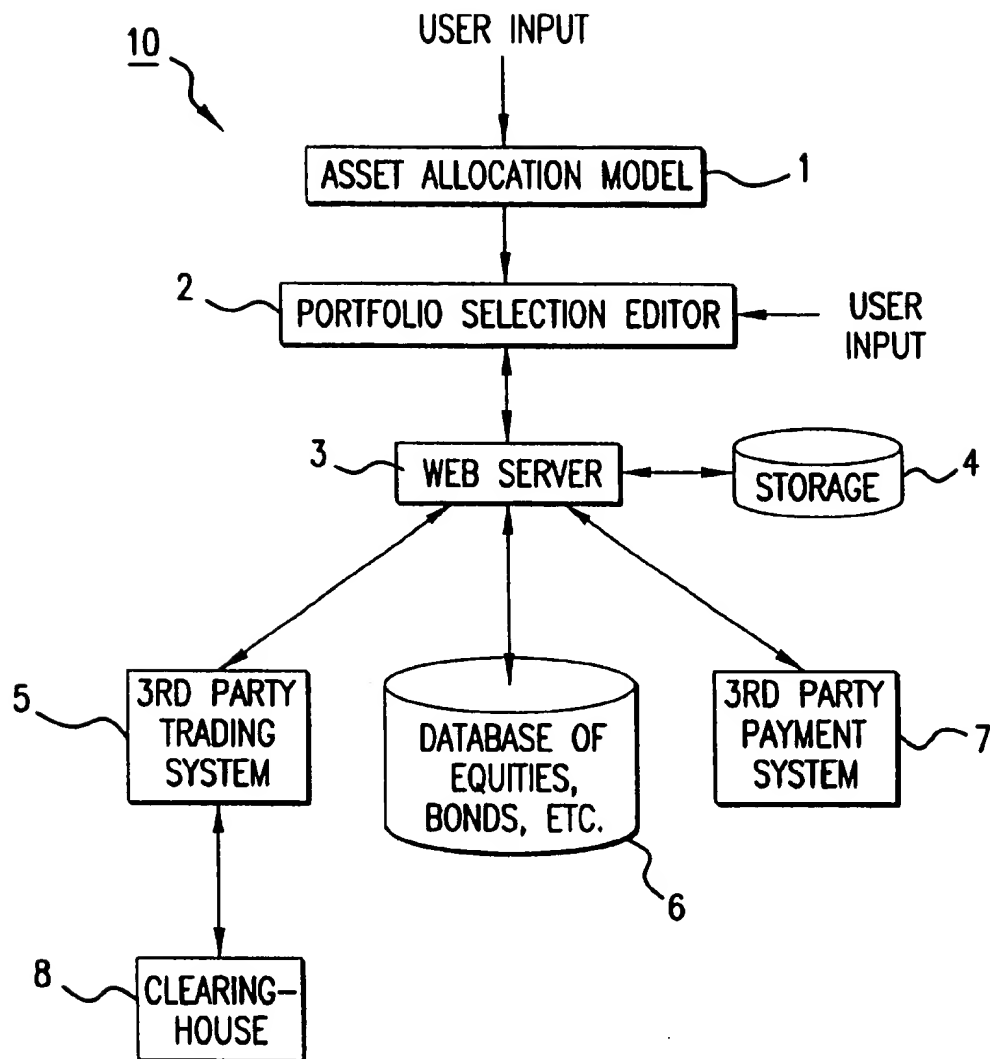 USER INPUT
10
ASSET ALLOCATION MODEL
1
2
PORTFOLIO SELECTION EDITOR
USER
INPUT
3
WEB SERVER
STORAGE
4
5
3RD PARTY
TRADING
SYSTEM
DATABASE OF
EQUITIES,
BONDS, ETC.
6
3RD PARTY
PAYMENT
SYSTEM
7
8
CLEARING-
HOUSE